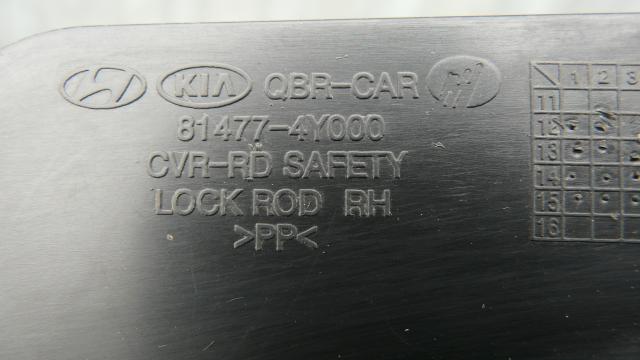 KIA QBR-CAR
81477-4Y000
CVR-RD SAFETY
LOCK ROD RH
>PP<
1 2 3
11
12
13
14
15
16